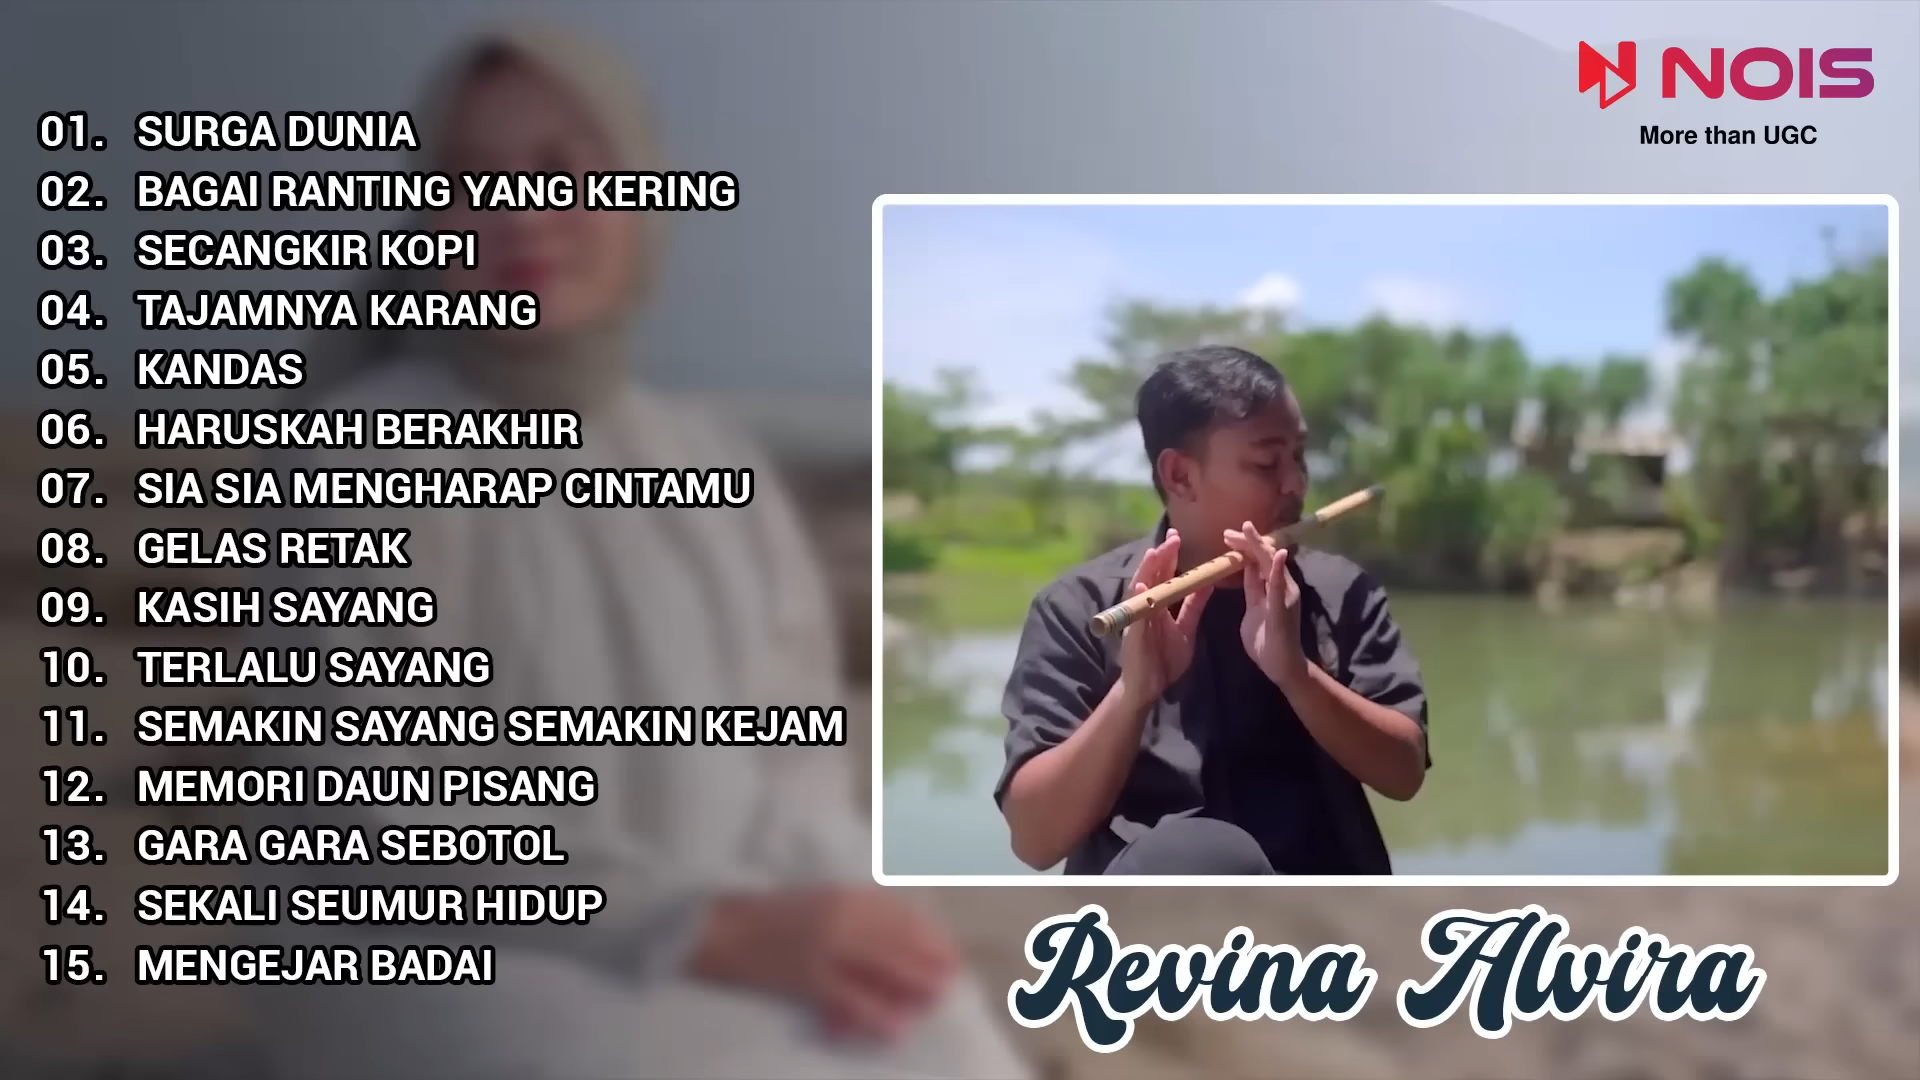 01. SURGA DUNIA
02. BAGAI RANTING YANG KERING
03. SECANGKIR KOPI
04. TAJAMNYA KARANG
05. KANDAS
06. HARUSKAH BERAKHIR
07. SIA SIA MENGHARAP CINTAMU
08. GELAS RETAK
09. KASIH SAYANG
10. TERLALU SAYANG
11. SEMAKIN SAYANG SEMAKIN KEJAM
12. MEMORI DAUN PISANG
13. GARA GARA SEBOTOL
14. SEKALI SEUMUR HIDUP
15. MENGEJAR BADAI
NOIS
More than UGC
Revina Alvira